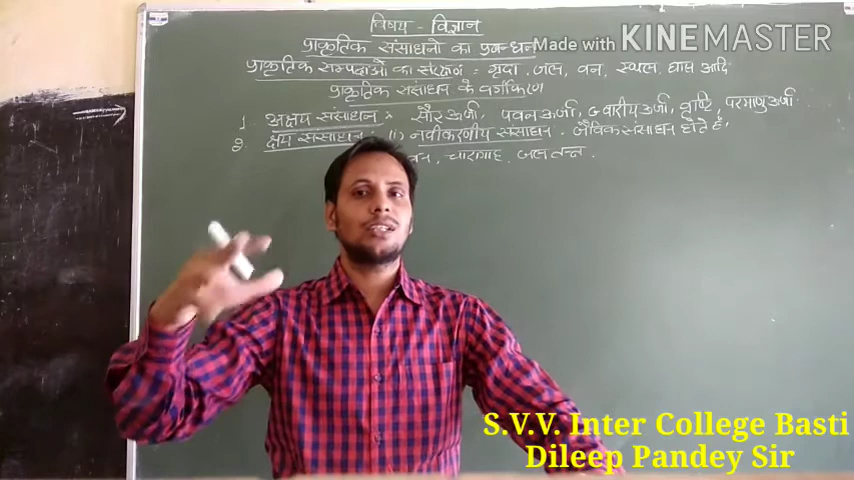 विषय - विज्ञान
प्राकृतिक संसाधनो का प्रबन्धन
Made with KINEMASTER
प्राकृतिक सम्पदाओं का संरक्षण = मृदा, जल, वन, स्थल, घास आदि
प्राकृतिक संसाधन के वर्गीकरण
1. अक्षय संसाधन > सौर ऊर्जा, पवन ऊर्जा, ज्वारीय ऊर्जा, वृष्टि, परमाणु ऊर्जा
2. क्षय संसाधन : (i) नवीकरणीय संसाधन . जैविक संसाधन होते हैं,
वन, चारागाह, जल तन्त्र .
S.V.V. Inter College Basti
Dileep Pandey Sir